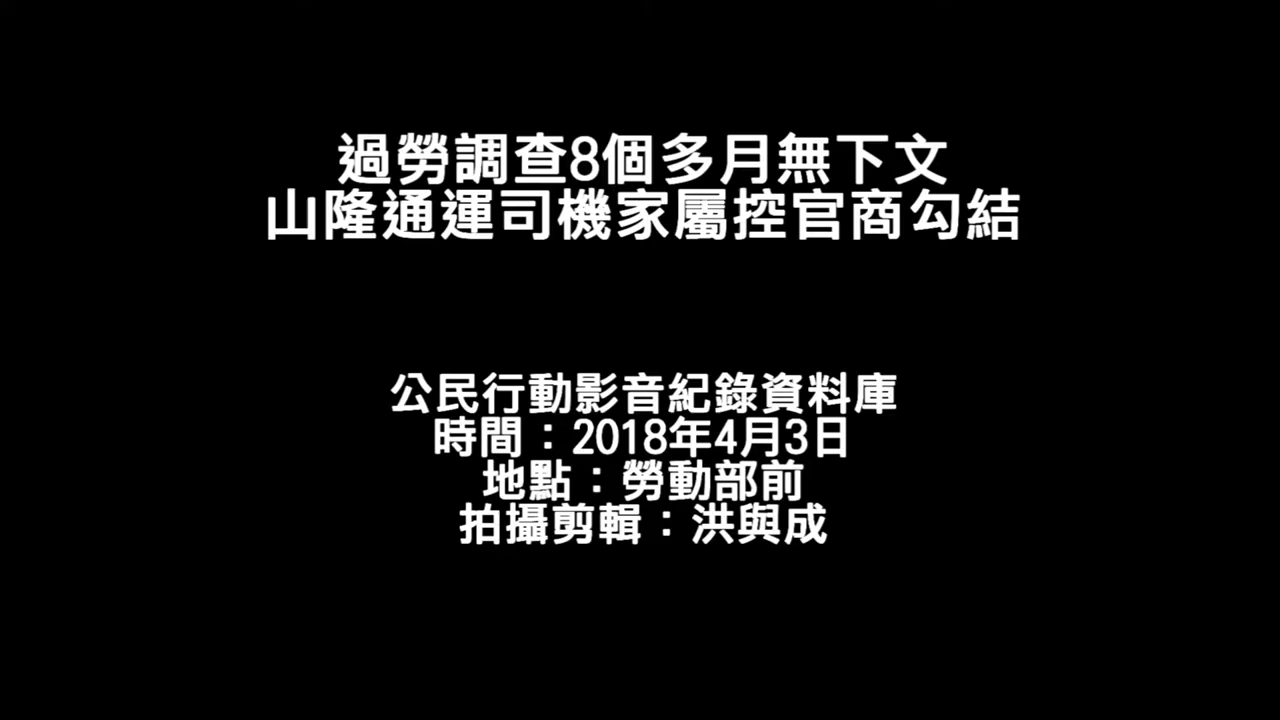 過勞調查8個多月無下文
山隆通運司機家屬控官商勾結
公民行動影音紀錄資料庫
時間：2018年4月3日
地點：勞動部前
拍攝剪輯：洪與成